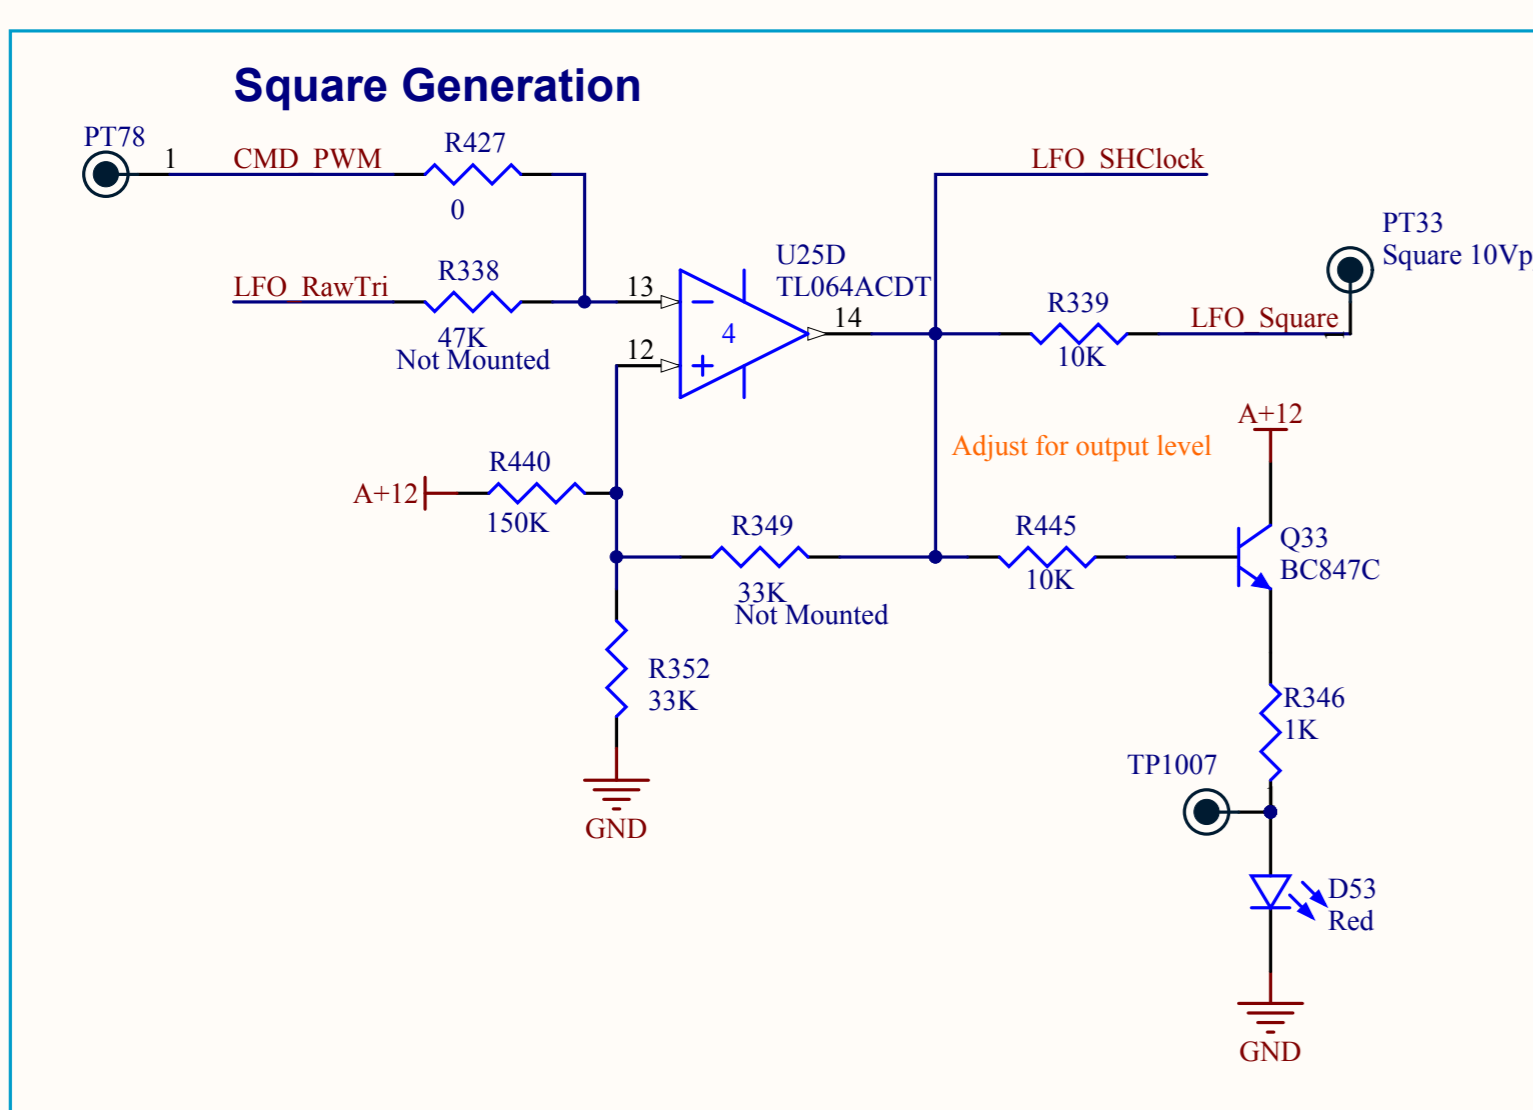 Square Generation
PT78
1
CMD_PWM
R427
0
LFO_RawTri
R338
47K
Not Mounted
13
12
U25D
TL064ACDT
4
14
LFO_SHClock
PT33
Square 10Vp
R339
10K
LFO_Square
Adjust for output level
A+12
A+12
R440
150K
R349
33K
Not Mounted
R445
10K
Q33
BC847C
R352
33K
GND
R346
1K
TP1007
D53
Red
GND